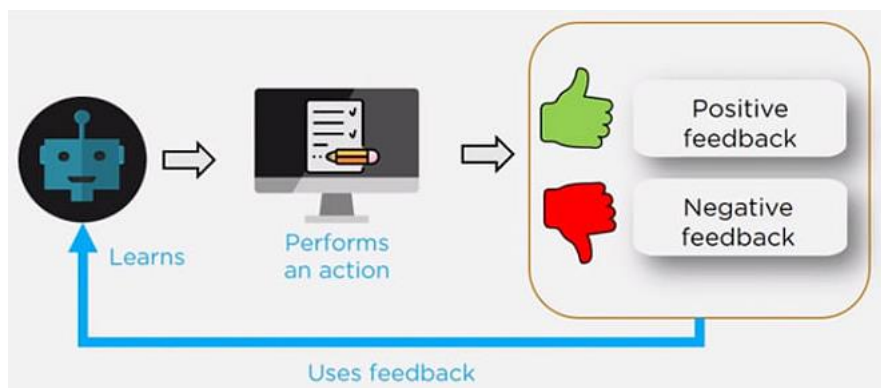 Positive
feedback
Negative
feedback
Learns
Performs
an action
Uses feedback